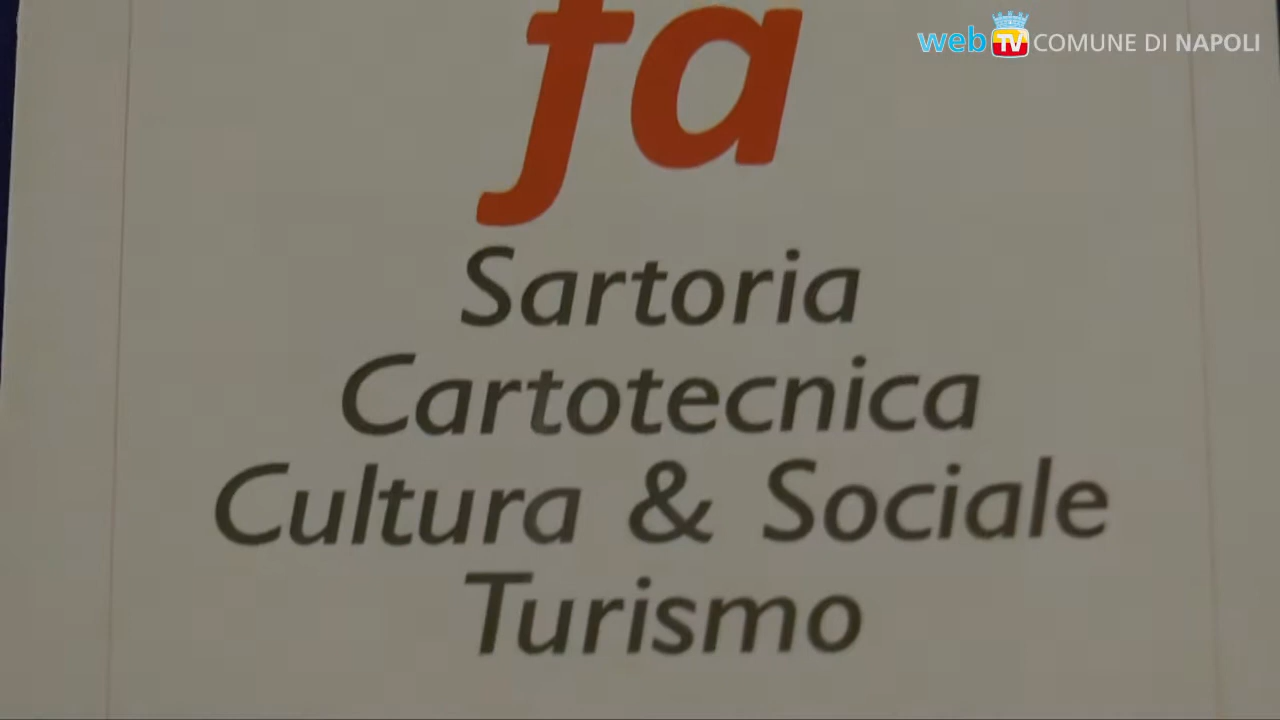 web TV COMUNE DI NAPOLI
fa
Sartoria
Cartotecnica
Cultura & Sociale
Turismo